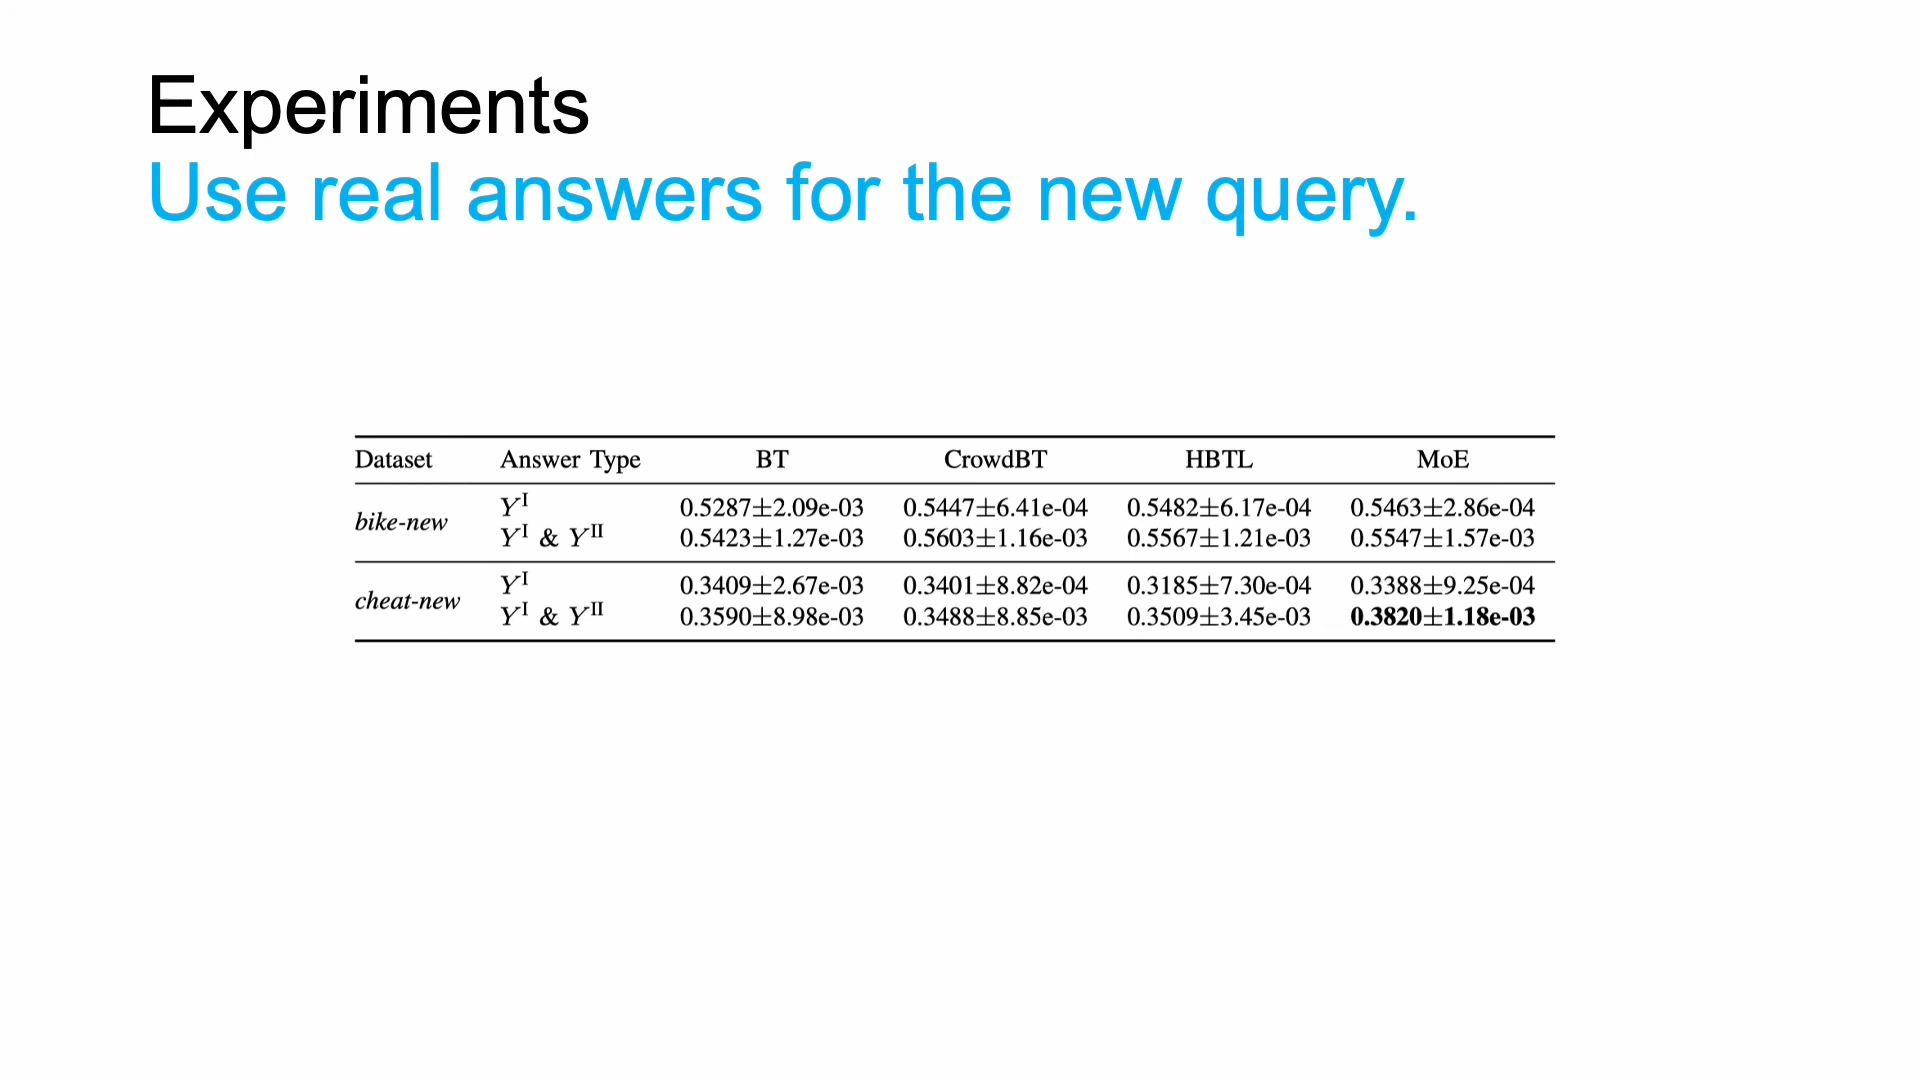 Experiments
Use real answers for the new query.
Dataset Answer Type BT CrowdBT HBTL MoE
bike-new
Y^I 0.5287±2.09e-03 0.5447±6.41e-04 0.5482±6.17e-04 0.5463±2.86e-04
Y^I & Y^II 0.5423±1.27e-03 0.5603±1.16e-03 0.5567±1.21e-03 0.5547±1.57e-03
cheat-new
Y^I 0.3409±2.67e-03 0.3401±8.82e-04 0.3185±7.30e-04 0.3388±9.25e-04
Y^I & Y^II 0.3590±8.98e-03 0.3488±8.85e-03 0.3509±3.45e-03 0.3820±1.18e-03